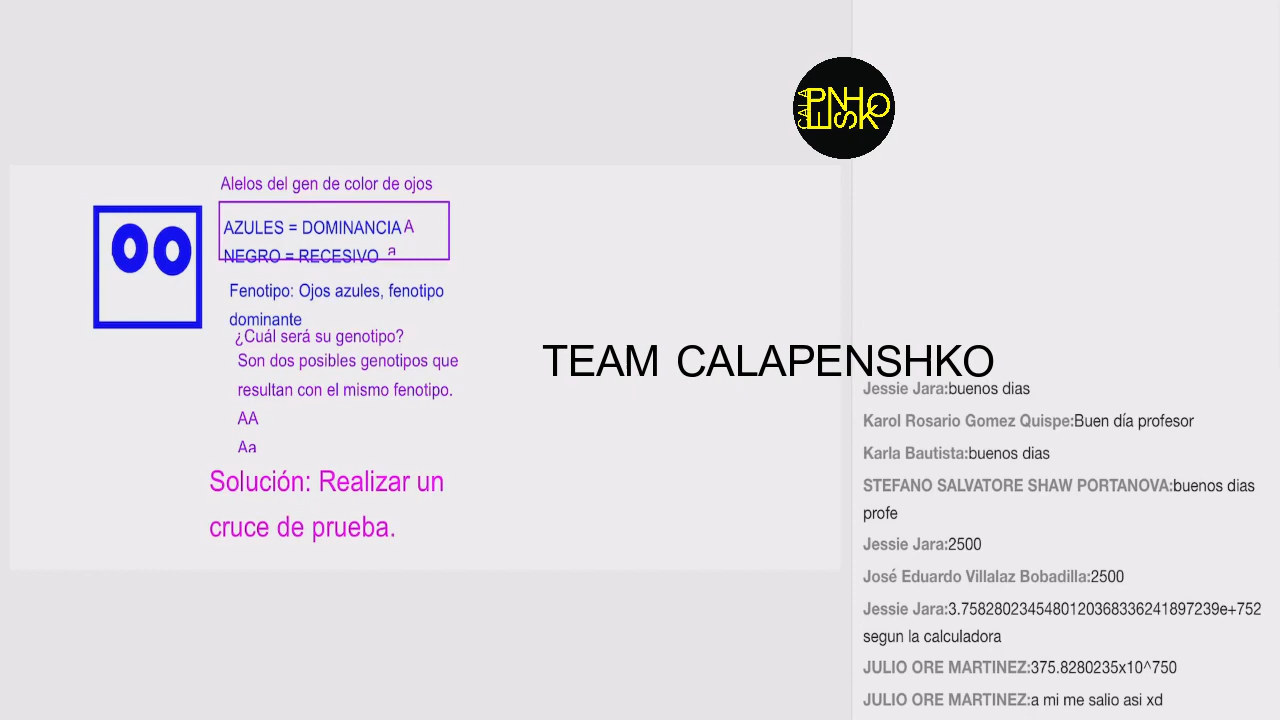 CALA
PENHO
ESK
Alelos del gen de color de ojos
AZULES = DOMINANCIA A
NEGRO = RECESIVO a
Fenotipo: Ojos azules, fenotipo
dominante
¿Cuál será su genotipo?
Son dos posibles genotipos que
resultan con el mismo fenotipo.
AA
Aa
Solución: Realizar un
cruce de prueba.
TEAM CALAPENSHKO
Jessie Jara:buenos dias
Karol Rosario Gomez Quispe:Buen día profesor
Karla Bautista:buenos dias
STEFANO SALVATORE SHAW PORTANOVA:buenos dias
profe
Jessie Jara:2500
José Eduardo Villalaz Bobadilla:2500
Jessie Jara:3.7582802345480120368336241897239e+752
segun la calculadora
JULIO ORE MARTINEZ:375.8280235x10^750
JULIO ORE MARTINEZ:a mi me salio asi xd